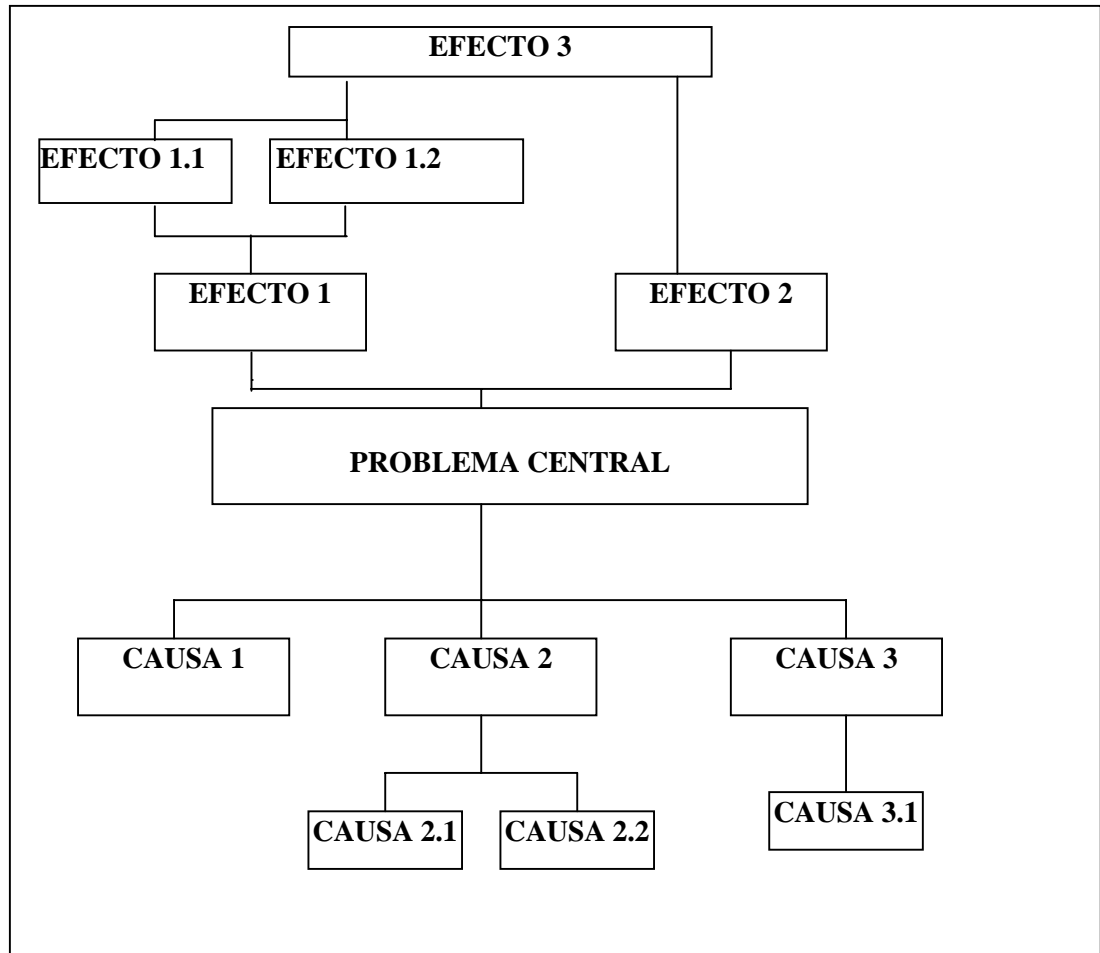 EFECTO 3
EFECTO 1.1
EFECTO 1.2
EFECTO 1
EFECTO 2
PROBLEMA CENTRAL
CAUSA 1
CAUSA 2
CAUSA 3
CAUSA 2.1
CAUSA 2.2
CAUSA 3.1